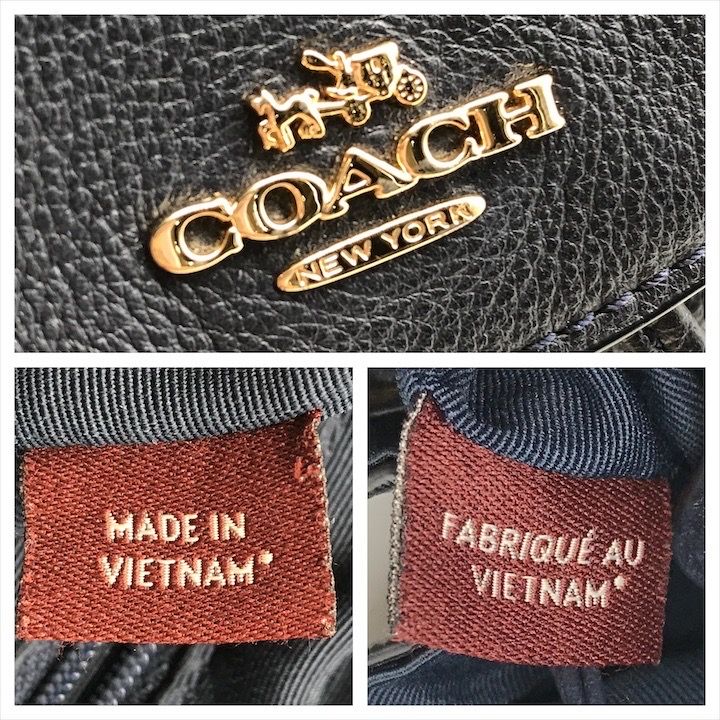 COACH
NEW YORK
MADE IN
VIETNAM*
FABRIQUÉ AU
VIETNAM*